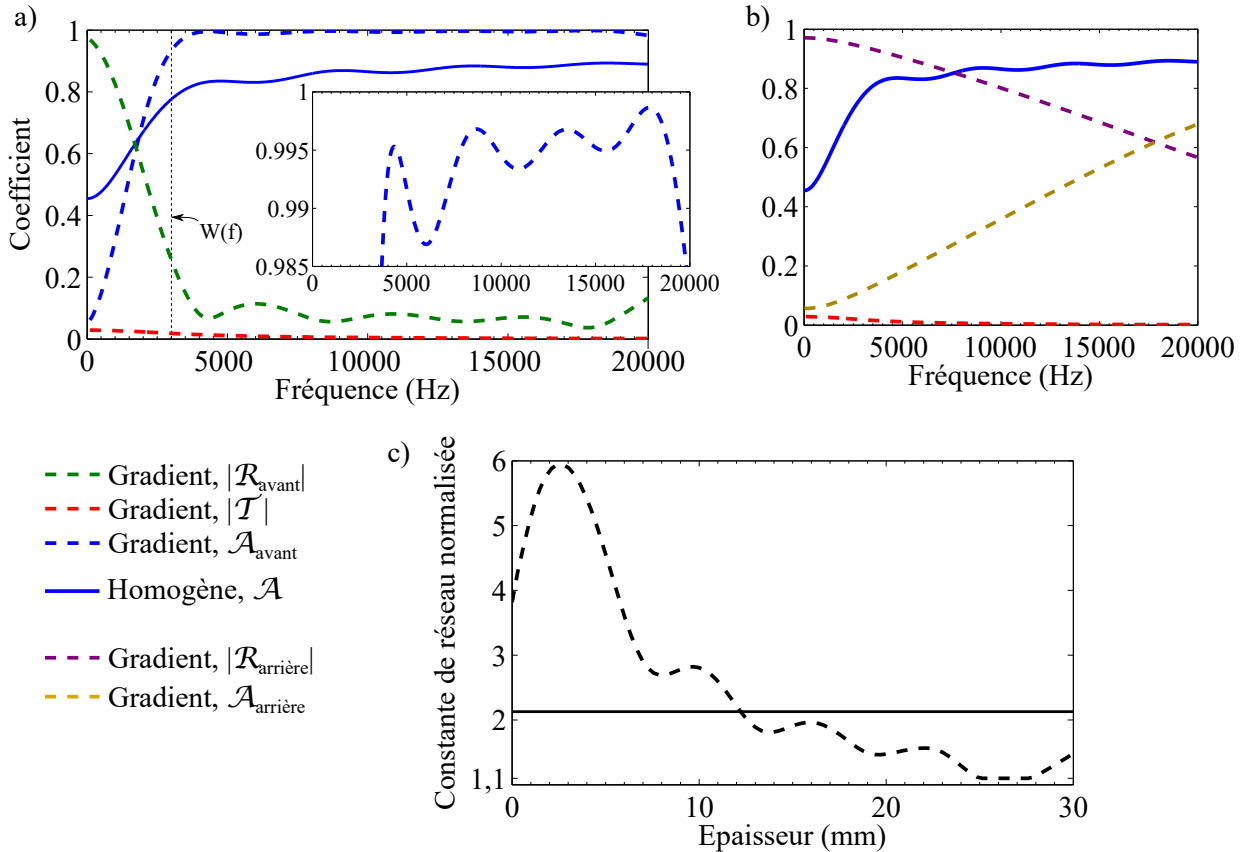 a)
1
0.8
0.6
0.4
0.2
0
Coefficient
W(f)
1
0.995
0.99
0.985
0 5000 10000 15000 20000
0 5000 10000 15000 20000
Fréquence (Hz)
b)
1
0.8
0.6
0.4
0.2
0
0 5000 10000 15000 20000
Fréquence (Hz)
Gradient, |ℛavant|
Gradient, |𝒯|
Gradient, 𝒜avant
Homogène, 𝒜
Gradient, |ℛarrière|
Gradient, 𝒜arrière
c)
Constante de réseau normalisée
6
5
4
3
2
1,1
0 10 20 30
Epaisseur (mm)